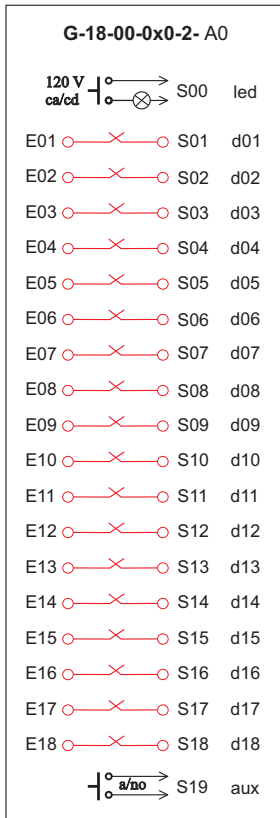 G-18-00-0x0-2- A0
120 V
ca/cd S00 led
E01 S01 d01
E02 S02 d02
E03 S03 d03
E04 S04 d04
E05 S05 d05
E06 S06 d06
E07 S07 d07
E08 S08 d08
E09 S09 d09
E10 S10 d10
E11 S11 d11
E12 S12 d12
E13 S13 d13
E14 S14 d14
E15 S15 d15
E16 S16 d16
E17 S17 d17
E18 S18 d18
a/no S19 aux